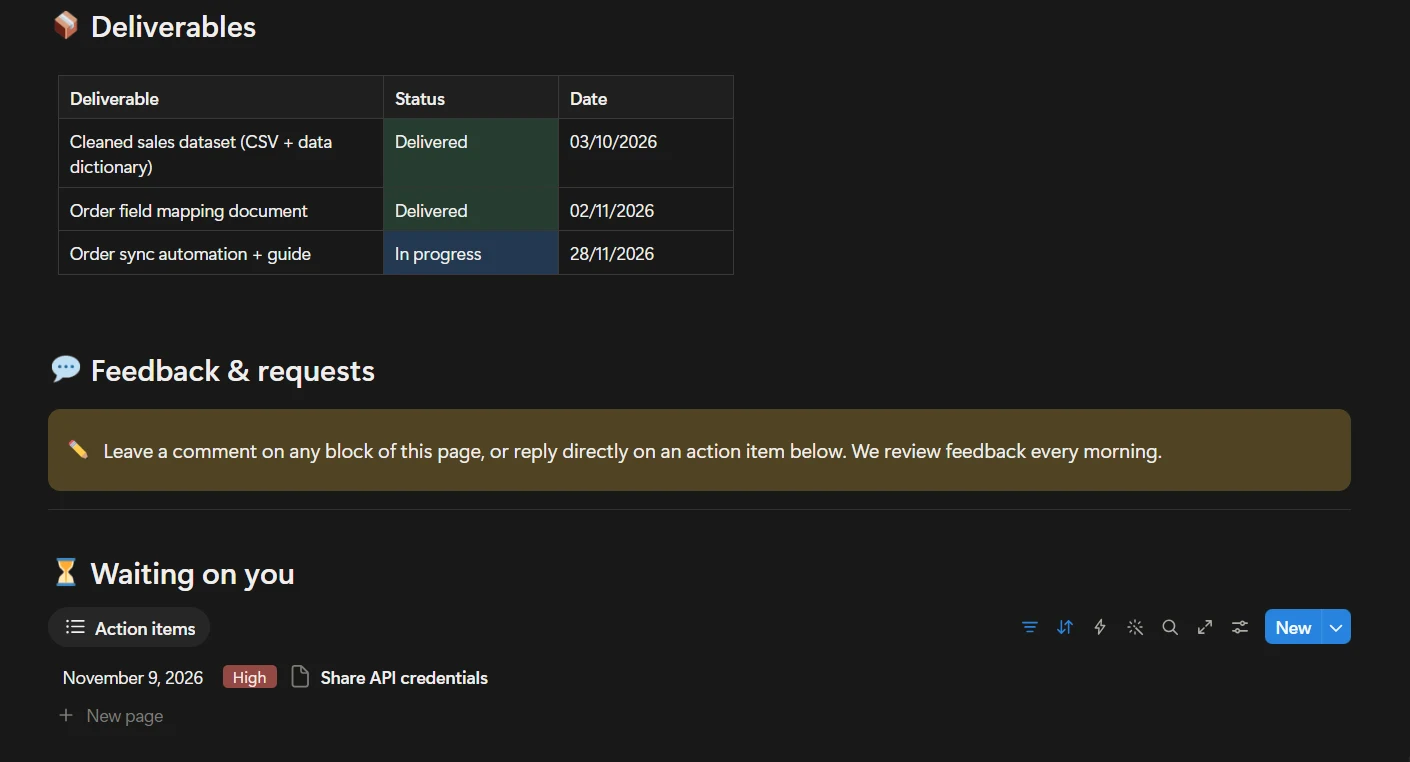 Deliverables
Deliverable Status Date
Cleaned sales dataset (CSV + data Delivered 03/10/2026
dictionary)
Order field mapping document Delivered 02/11/2026
Order sync automation + guide In progress 28/11/2026
Feedback & requests
Leave a comment on any block of this page, or reply directly on an action item below. We review feedback every morning.
Waiting on you
Action items New
November 9, 2026 High Share API credentials
New page